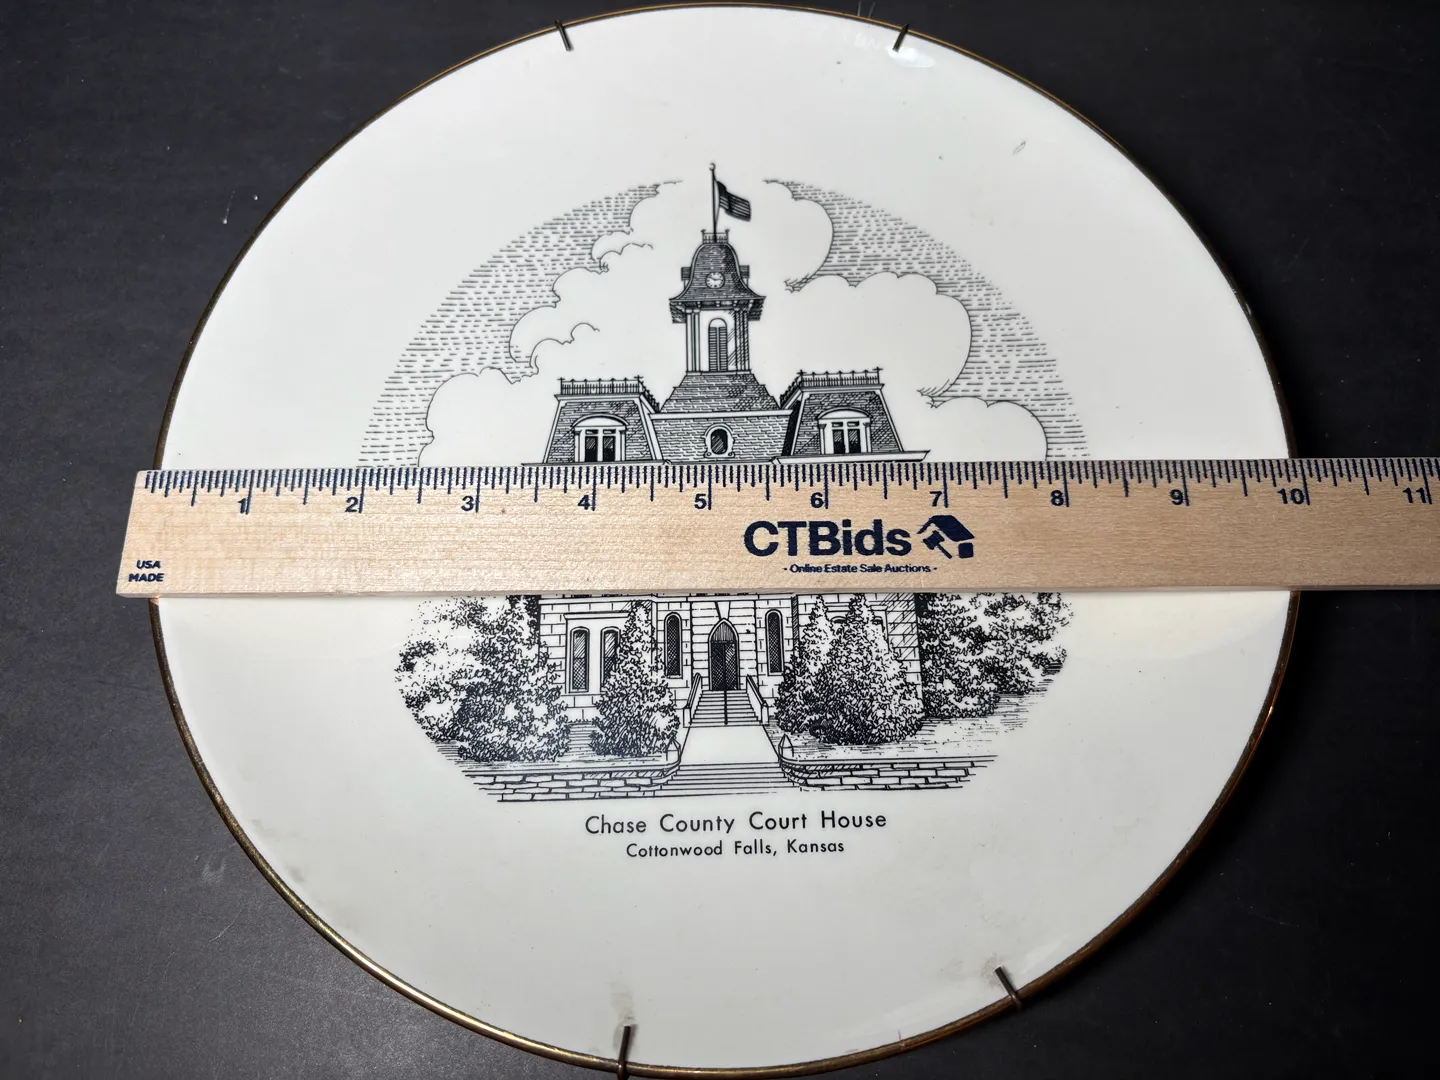 1 2 3 4 5 6 7 8 9 10 11
CTBids
- Online Estate Sale Auctions -
USA
MADE
Chase County Court House
Cottonwood Falls, Kansas